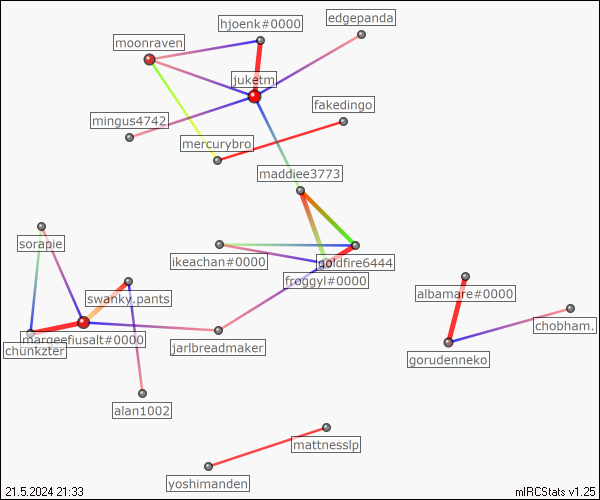 hjoenk#0000
edgepanda
moonraven
juketm
fakedingo
mingus4742
mercurybro
maddiee3773
sorapie
ikeachan#0000
goldfire6444
froggyl#0000
swanky.pants
albamare#0000
chobham.
margeefiusalt#0000
chunkzter
jarlbreadmaker
gorudenneko
alan1002
mattnesslp
yoshimanden
21.5.2024 21:33
mIRCStats v1.25